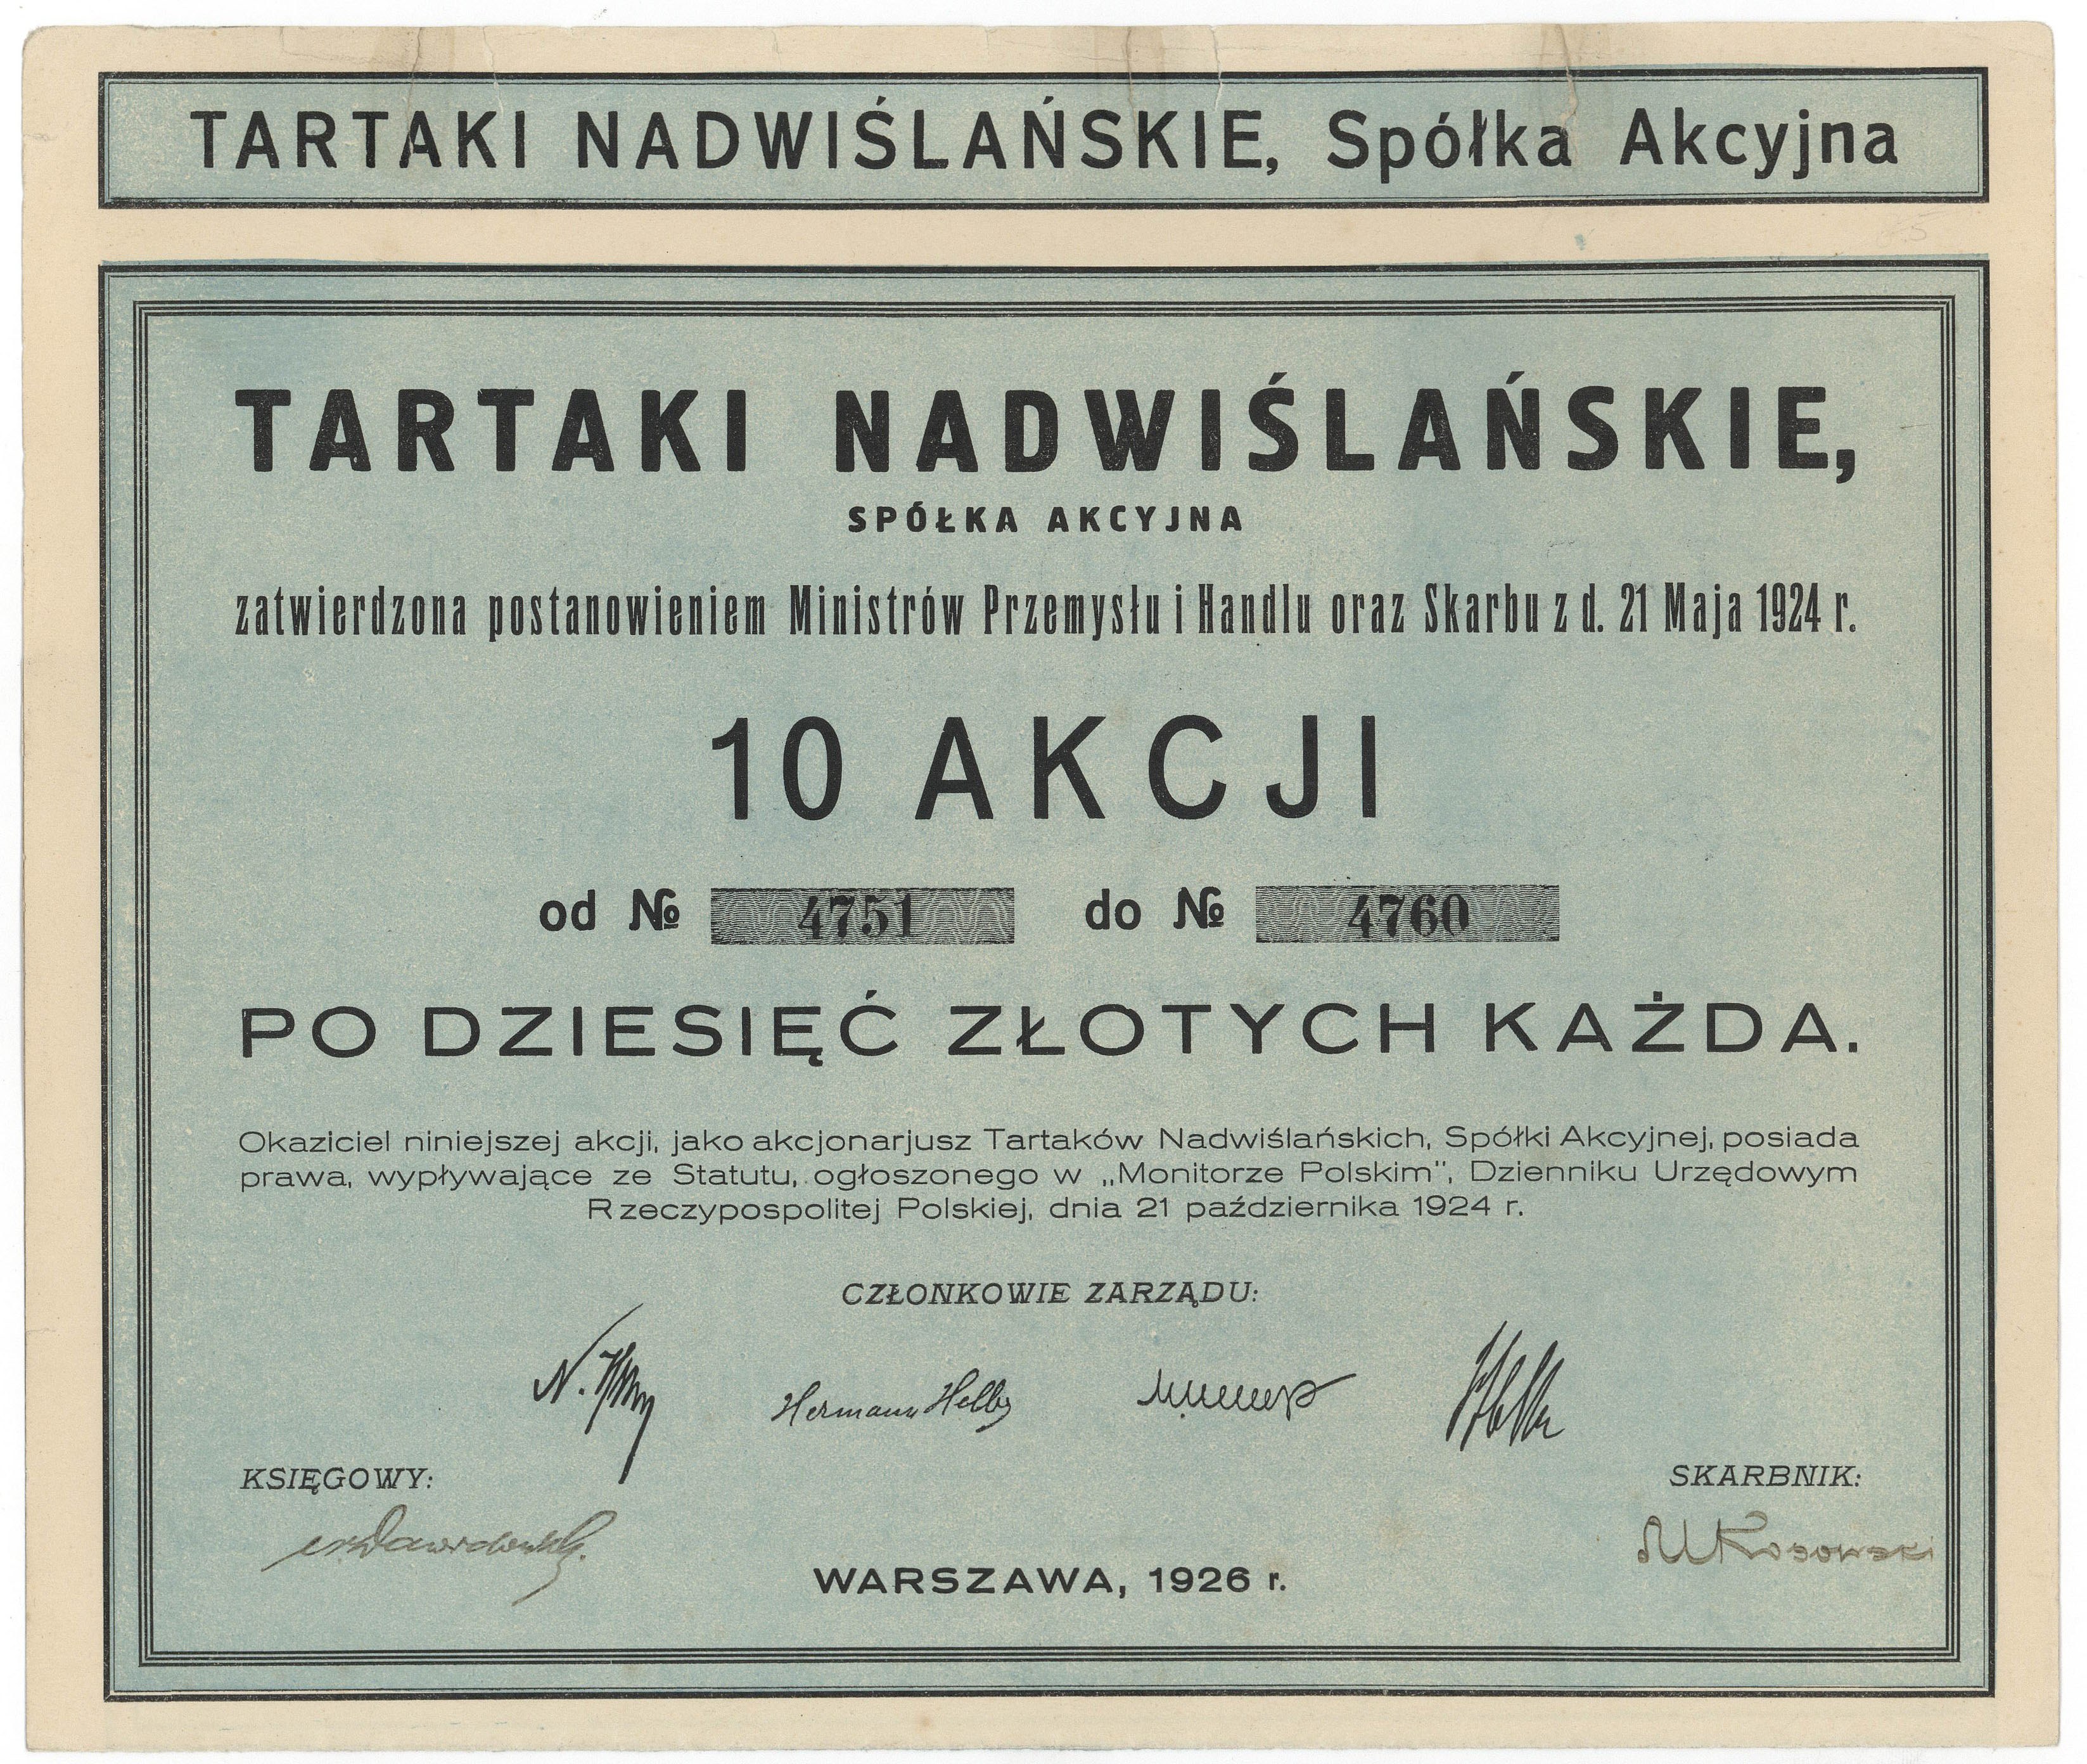 TARTAKI NADWIŚLAŃSKIE, Spółka Akcyjna
TARTAKI NADWIŚLAŃSKIE,
SPÓŁKA AKCYJNA
zatwierdzona postanowieniem Ministrów Przemysłu i Handlu oraz Skarbu z d. 21 Maja 1924 r.
10 AKCJI
od № 4751 do № 4760
PO DZIESIĘĆ ZŁOTYCH KAŻDA.
Okaziciel niniejszej akcji, jako akcjonarjusz Tartaków Nadwiślańskich, Spółki Akcyjnej, posiada
prawa, wypływające ze Statutu, ogłoszonego w „Monitorze Polskim", Dzienniku Urzędowym
Rzeczypospolitej Polskiej, dnia 21 października 1924 r.
CZŁONKOWIE ZARZĄDU:
Hermann
KSIĘGOWY:
SKARBNIK:
Kosowski
WARSZAWA, 1926 r.